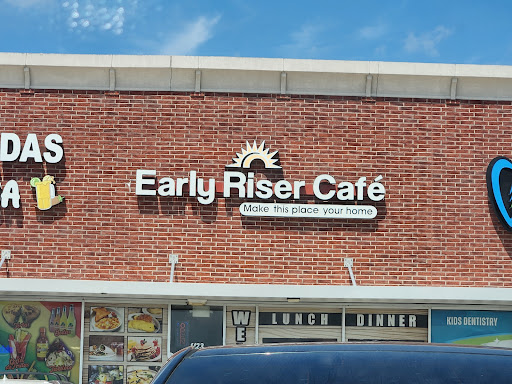 DAS
A
Early Riser Café
Make this place your home
WE
LUNCH
DINNER
KIDS DENTISTRY